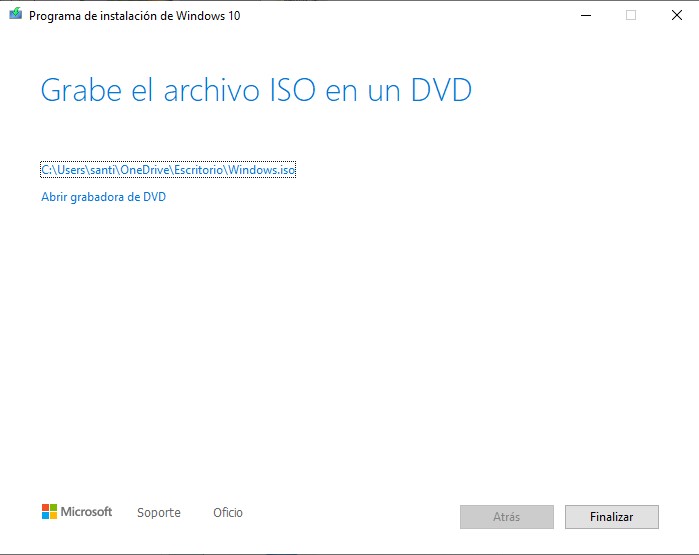 Programa de instalación de Windows 10
Grabe el archivo ISO en un DVD
C:\Users\santi\OneDrive\Escritorio\Windows.iso
Abrir grabadora de DVD
Microsoft Soporte Oficio Atrás Finalizar